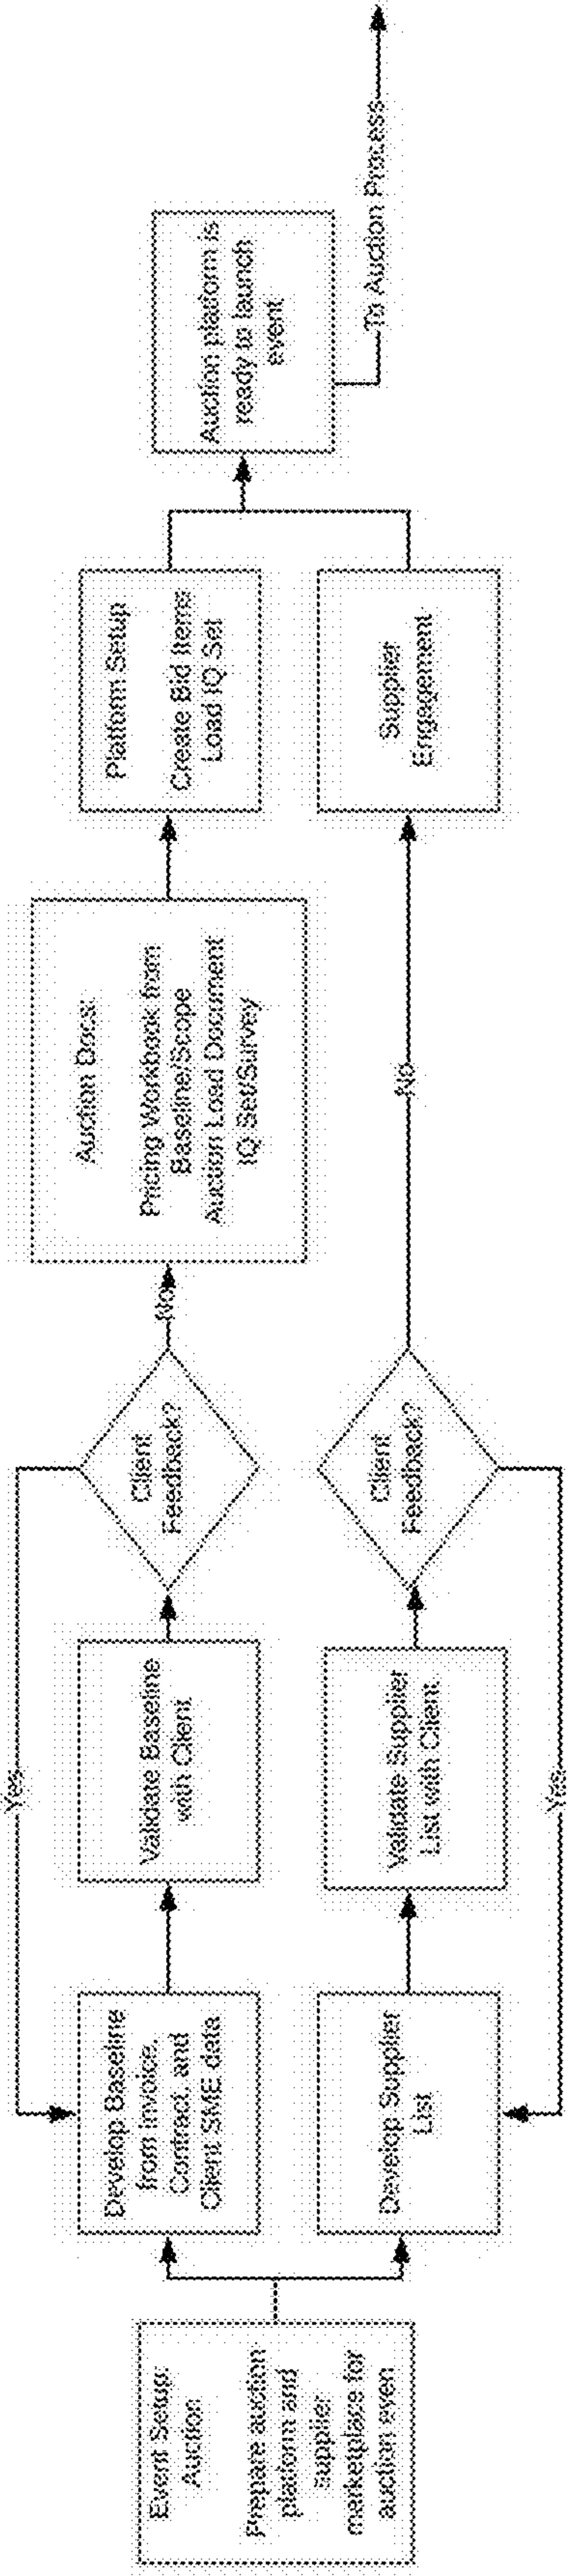 Event Setup:
Auction
Prepare auction
platform and
supplier
marketplace for
auction even
Develop Baseline
from Invoice,
Contract, and
Client SME data
Validate Baseline
with Client
Client
Feedback?
Yes
No
Auction Docs:
Pricing Workbook from
Baseline/Scope
Auction Load Document
IQ Set/Survey
Platform Setup
Create Bid Items
Load IQ Set
Develop Supplier
List
Validate Supplier
List with Client
Client
Feedback?
Yes
No
Supplier
Engagement
Auction platform is
ready to launch
event
To Auction Process